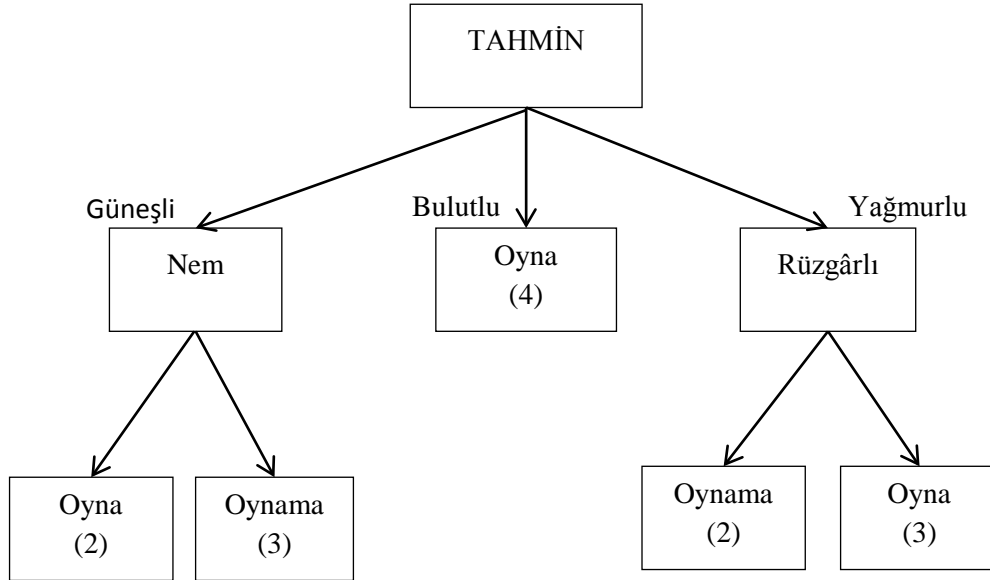 TAHMİN
Güneşli
Bulutlu
Yağmurlu
Nem
Oyna
(4)
Rüzgârlı
Oyna
(2)
Oynama
(3)
Oynama
(2)
Oyna
(3)